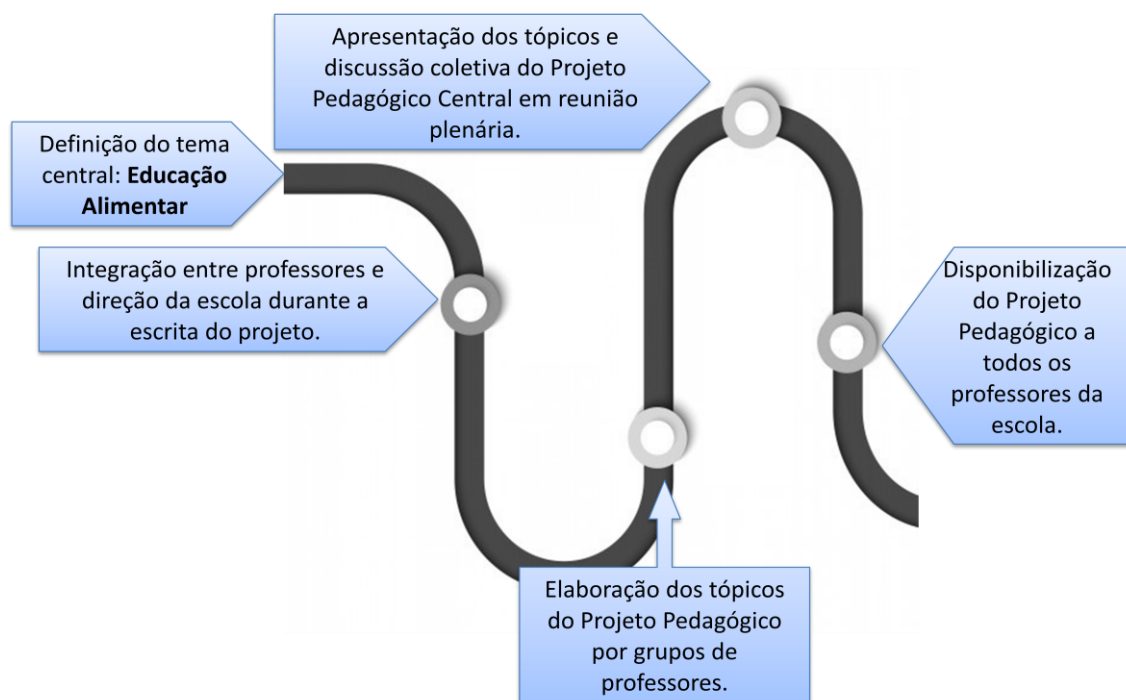 Apresentação dos tópicos e
discussão coletiva do Projeto
Pedagógico Central em reunião
plenária.
Definição do tema
central: Educação
Alimentar
Integração entre professores e
direção da escola durante a
escrita do projeto.
Disponibilização
do Projeto
Pedagógico a
todos os
professores da
escola.
Elaboração dos tópicos
do Projeto Pedagógico
por grupos de
professores.